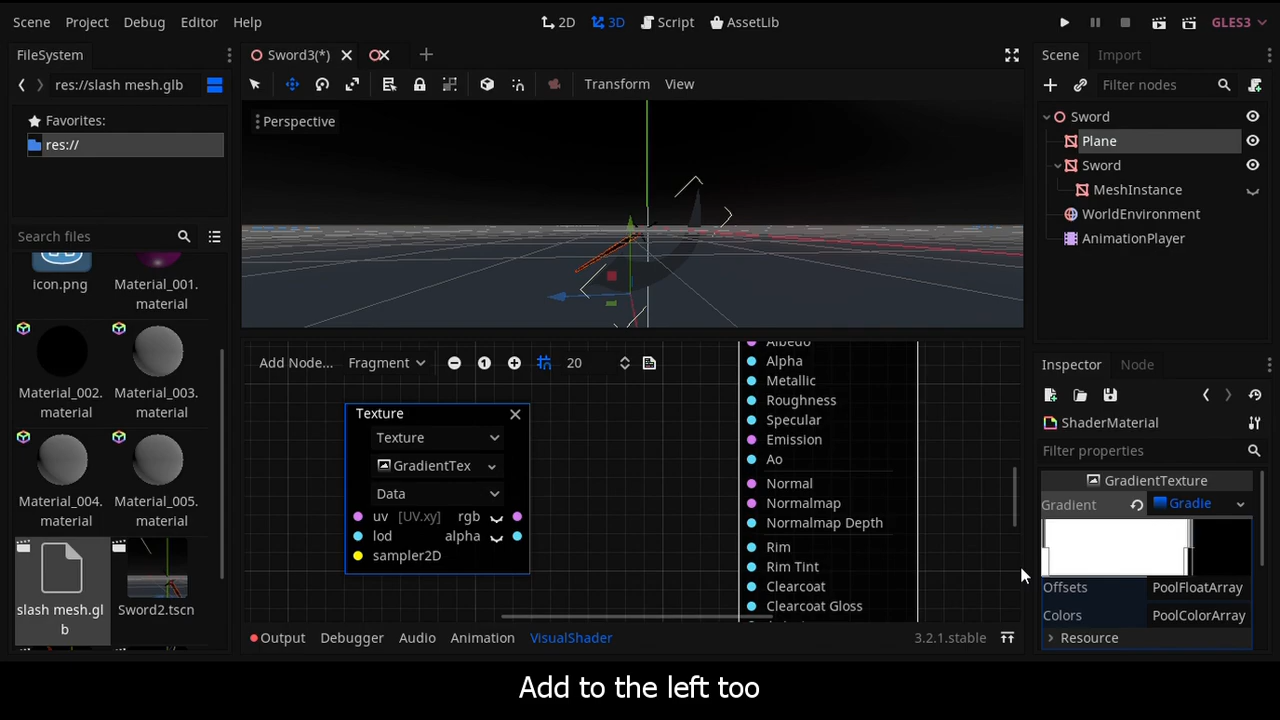 Scene Project Debug Editor Help 2D 3D Script AssetLib GLES3
FileSystem
res://slash mesh.glb
Favorites:
res://
Search files
icon.png
Material_001.
material
Material_002.
material
Material_003.
material
Material_004.
material
Material_005.
material
slash mesh.gl
b
Sword2.tscn
Sword3(*)
Transform View
Perspective
Add Node... Fragment 1 20
Texture
Texture
GradientTex
Data
uv [UV.xy] rgb
lod alpha
sampler2D
Albedo
Alpha
Metallic
Roughness
Specular
Emission
Ao
Normal
Normalmap
Normalmap Depth
Rim
Rim Tint
Clearcoat
Clearcoat Gloss
Output Debugger Audio Animation VisualShader 3.2.1.stable
Scene Import
Filter nodes
Sword
Plane
Sword
MeshInstance
WorldEnvironment
AnimationPlayer
Inspector Node
ShaderMaterial
Filter properties
GradientTexture
Gradient Gradie
Offsets PoolFloatArray
Colors PoolColorArray
Resource
Add to the left too